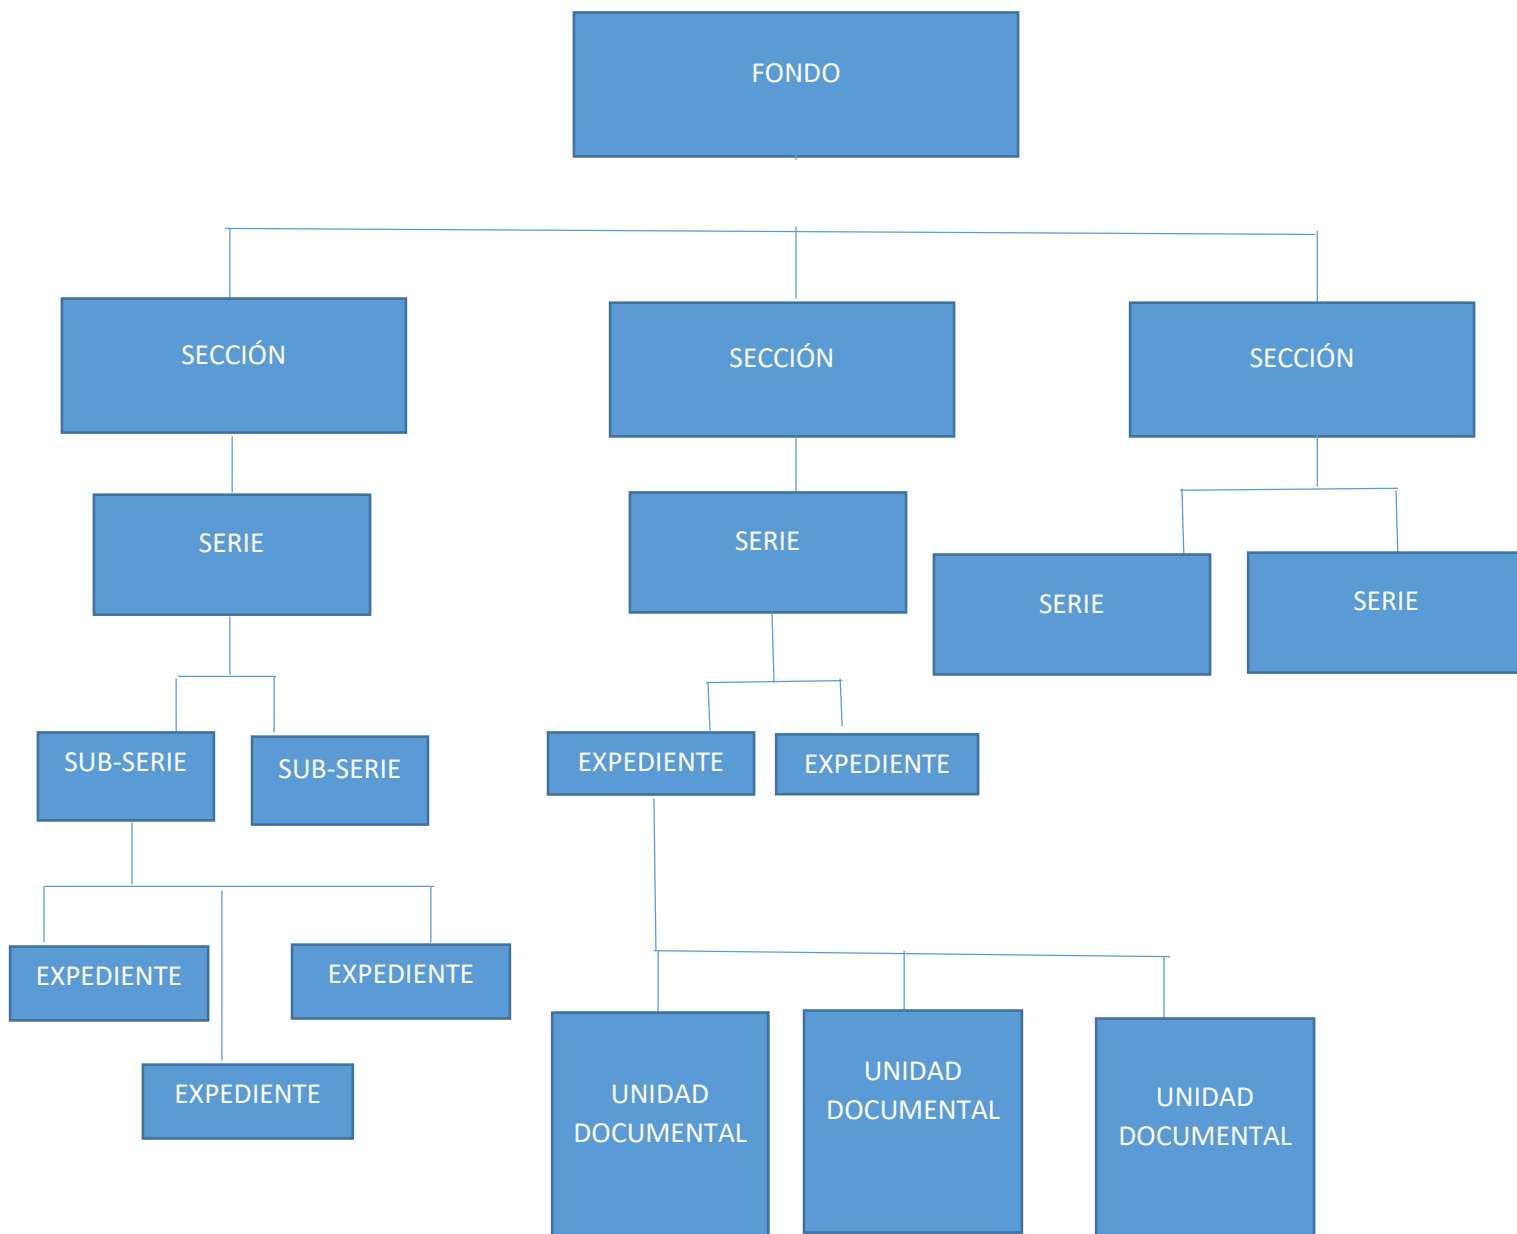 FONDO
SECCIÓN
SECCIÓN
SECCIÓN
SERIE
SERIE
SERIE
SERIE
SUB-SERIE
SUB-SERIE
EXPEDIENTE
EXPEDIENTE
EXPEDIENTE
EXPEDIENTE
EXPEDIENTE
UNIDAD
DOCUMENTAL
UNIDAD
DOCUMENTAL
UNIDAD
DOCUMENTAL